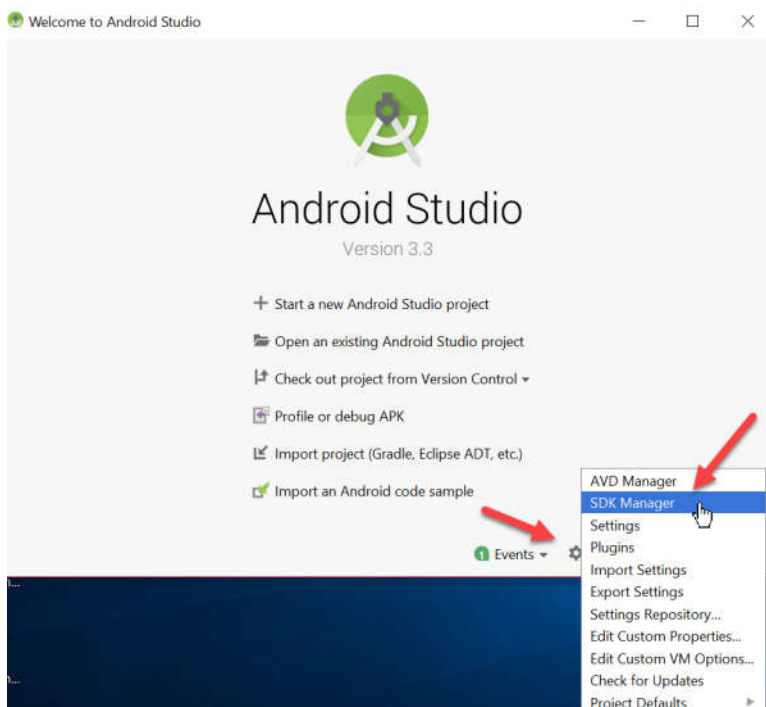 Welcome to Android Studio
Android Studio
Version 3.3
Start a new Android Studio project
Open an existing Android Studio project
Check out project from Version Control
Profile or debug APK
Import project (Gradle, Eclipse ADT, etc.)
Import an Android code sample
1 Events
AVD Manager
SDK Manager
Settings
Plugins
Import Settings
Export Settings
Settings Repository...
Edit Custom Properties...
Edit Custom VM Options...
Check for Updates
Project Defaults